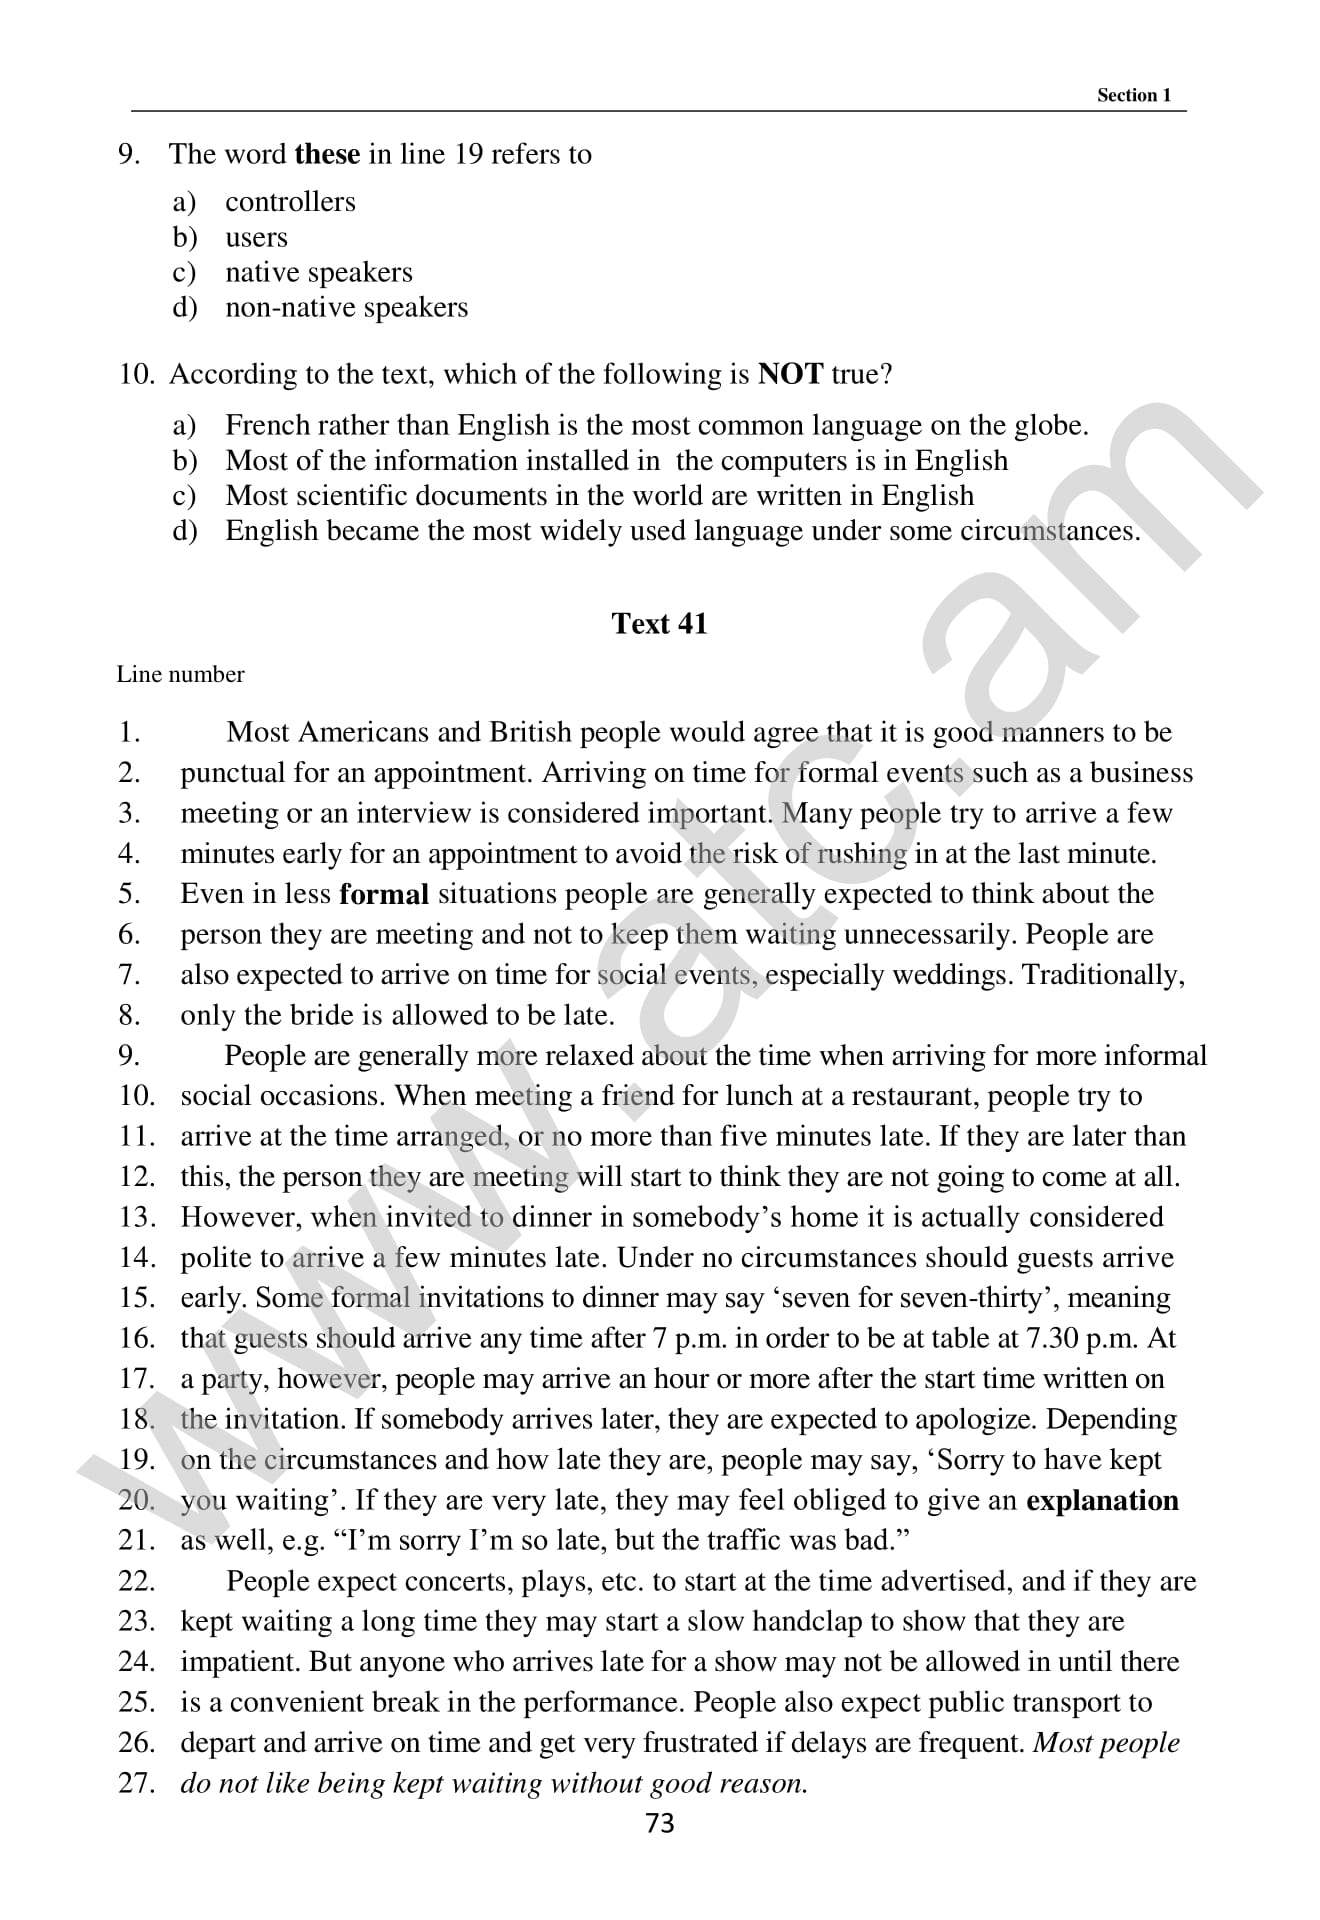 Section 1
9. The word these in line 19 refers to
a) controllers
b) users
c) native speakers
d) non-native speakers
10. According to the text, which of the following is NOT true?
a) French rather than English is the most common language on the globe.
b) Most of the information installed in  the computers is in English
c) Most scientific documents in the world are written in English
d) English became the most widely used language under some circumstances.
Text 41
Line number
1. Most Americans and British people would agree that it is good manners to be
2. punctual for an appointment. Arriving on time for formal events such as a business
3. meeting or an interview is considered important. Many people try to arrive a few
4. minutes early for an appointment to avoid the risk of rushing in at the last minute.
5. Even in less formal situations people are generally expected to think about the
6. person they are meeting and not to keep them waiting unnecessarily. People are
7. also expected to arrive on time for social events, especially weddings. Traditionally,
8. only the bride is allowed to be late.
9. People are generally more relaxed about the time when arriving for more informal
10. social occasions. When meeting a friend for lunch at a restaurant, people try to
11. arrive at the time arranged, or no more than five minutes late. If they are later than
12. this, the person they are meeting will start to think they are not going to come at all.
13. However, when invited to dinner in somebody’s home it is actually considered
14. polite to arrive a few minutes late. Under no circumstances should guests arrive
15. early. Some formal invitations to dinner may say ‘seven for seven-thirty’, meaning
16. that guests should arrive any time after 7 p.m. in order to be at table at 7.30 p.m. At
17. a party, however, people may arrive an hour or more after the start time written on
18. the invitation. If somebody arrives later, they are expected to apologize. Depending
19. on the circumstances and how late they are, people may say, ‘Sorry to have kept
20. you waiting’. If they are very late, they may feel obliged to give an explanation
21. as well, e.g. “I’m sorry I’m so late, but the traffic was bad.”
22. People expect concerts, plays, etc. to start at the time advertised, and if they are
23. kept waiting a long time they may start a slow handclap to show that they are
24. impatient. But anyone who arrives late for a show may not be allowed in until there
25. is a convenient break in the performance. People also expect public transport to
26. depart and arrive on time and get very frustrated if delays are frequent. Most people
27. do not like being kept waiting without good reason.
73
www.atc.am